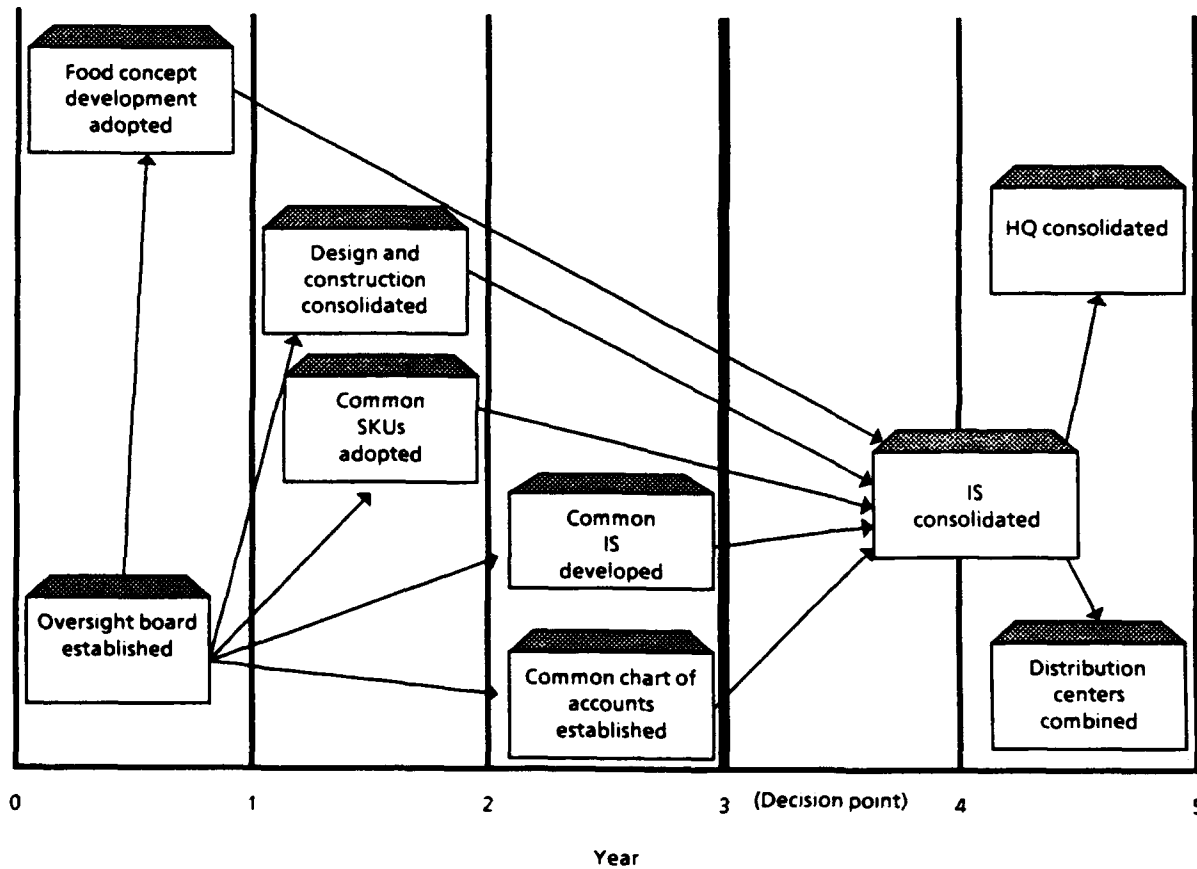 Food concept
development
adopted
Design and
construction
consolidated
HQ consolidated
Common
SKUs
adopted
IS
consolidated
Common
IS
developed
Oversight board
established
Common chart of
accounts
established
Distribution
centers
combined
0 1 2 3 (Decision point) 4 5
Year